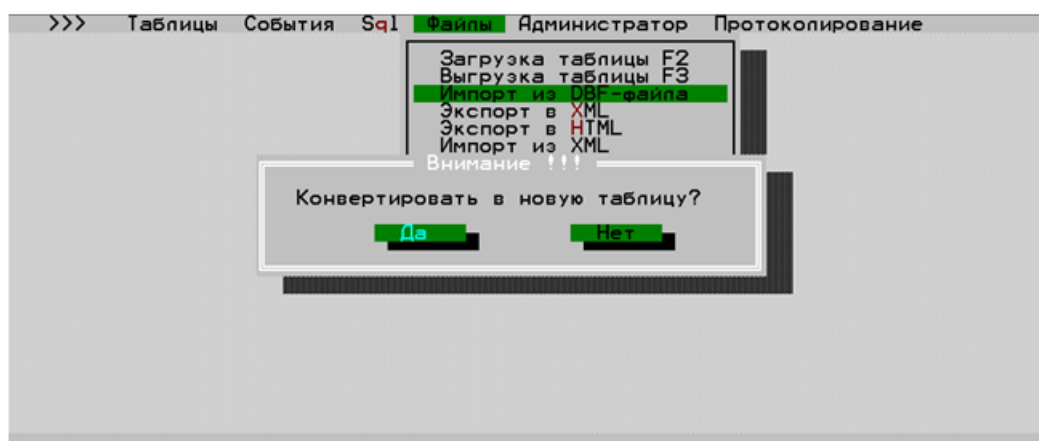 >>> Таблицы События Sql Файлы Администратор Протоколирование
Загрузка таблицы F2
Выгрузка таблицы F3
Импорт из DBF-файла
Экспорт в XML
Экспорт в HTML
Импорт из XML
Внимание !!!
Конвертировать в новую таблицу?
Да Нет